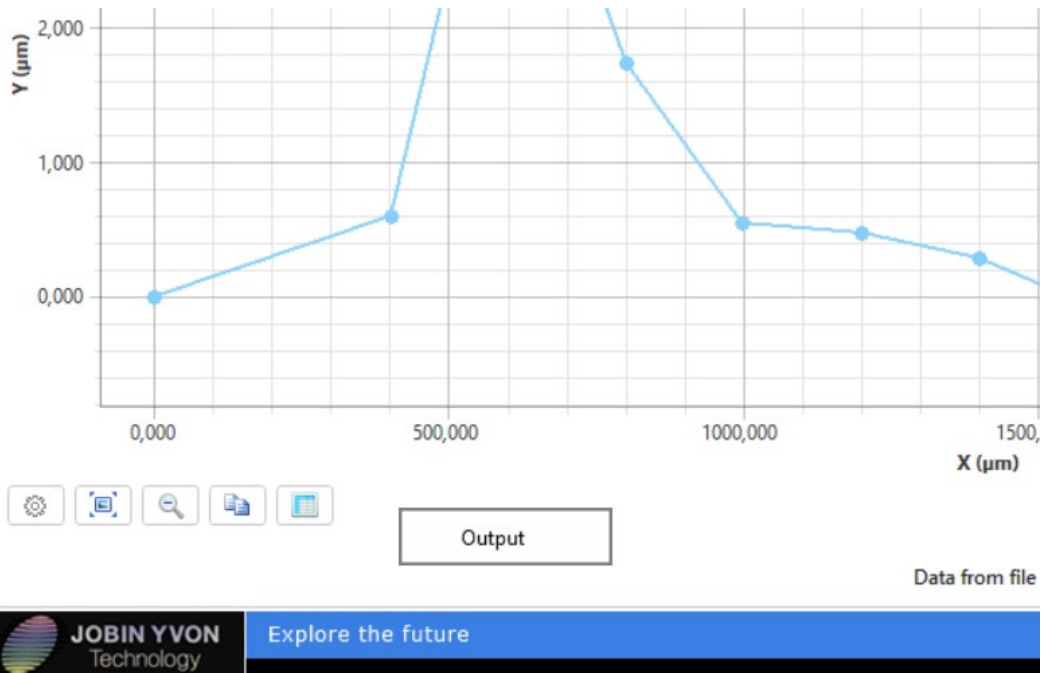 2,000
Y (µm)
1,000
0,000
0,000 500,000 1000,000 1500,
X (µm)
Output
Data from file
JOBIN YVON
Technology
Explore the future